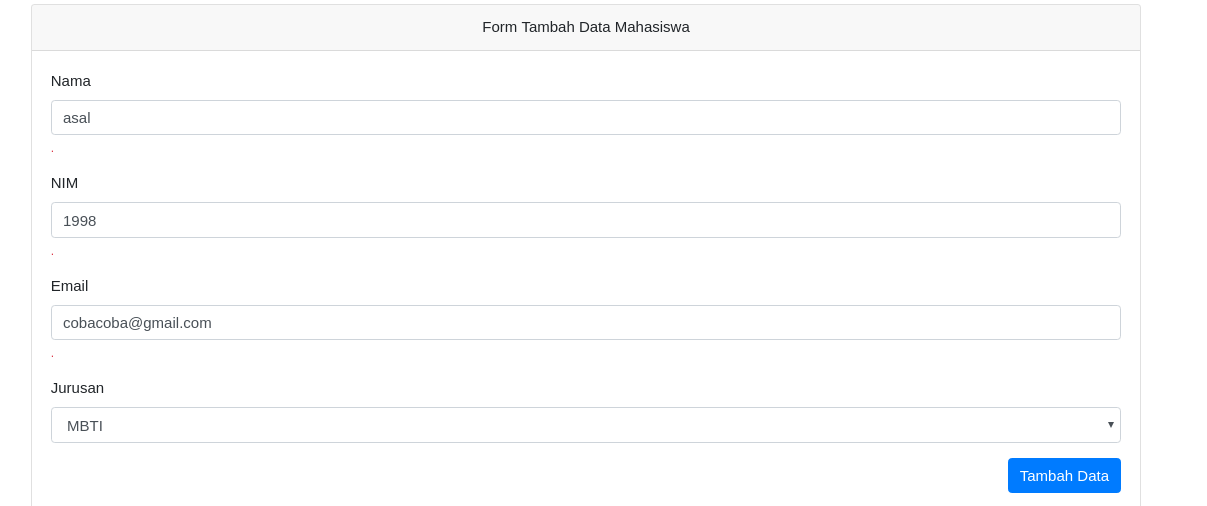 Form Tambah Data Mahasiswa
Nama
asal
.
NIM
1998
.
Email
cobacoba@gmail.com
.
Jurusan
MBTI
Tambah Data